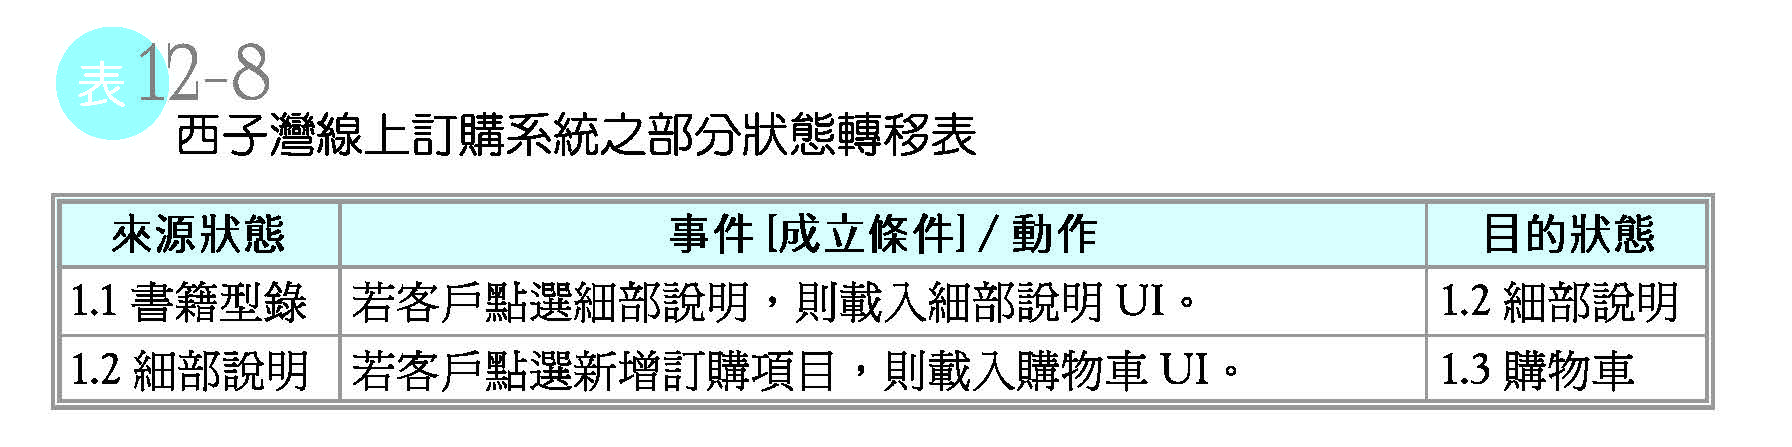 表12-8
西子灣線上訂購系統之部分狀態轉移表
來源狀態 事件 [成立條件] / 動作 目的狀態
1.1 書籍型錄 若客戶點選細部說明，則載入細部說明 UI。 1.2 細部說明
1.2 細部說明 若客戶點選新增訂購項目，則載入購物車 UI。 1.3 購物車